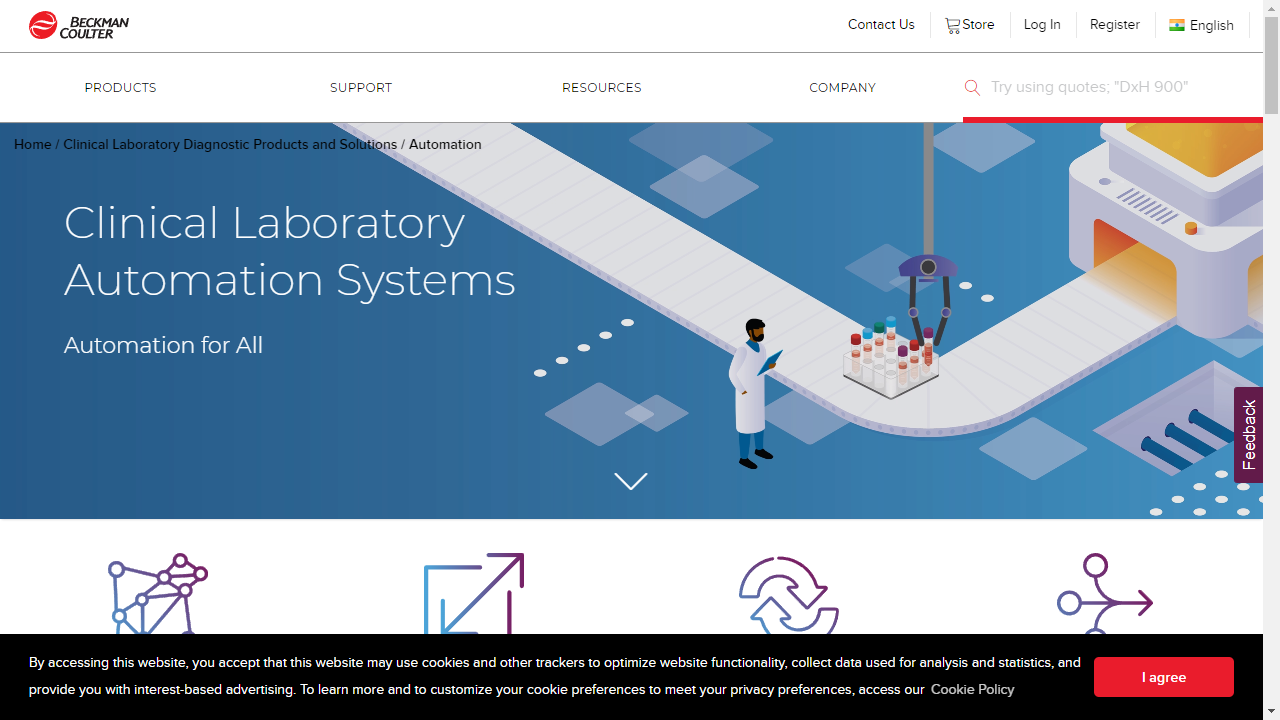 BECKMAN
COULTER
Contact Us
Store
Log In
Register
English
PRODUCTS
SUPPORT
RESOURCES
COMPANY
Try using quotes; "DxH 900"
Home / Clinical Laboratory Diagnostic Products and Solutions / Automation
Clinical Laboratory
Automation Systems
Automation for All
Feedback
By accessing this website, you accept that this website may use cookies and other trackers to optimize website functionality, collect data used for analysis and statistics, and
provide you with interest-based advertising. To learn more and to customize your cookie preferences to meet your privacy preferences, access our Cookie Policy
I agree